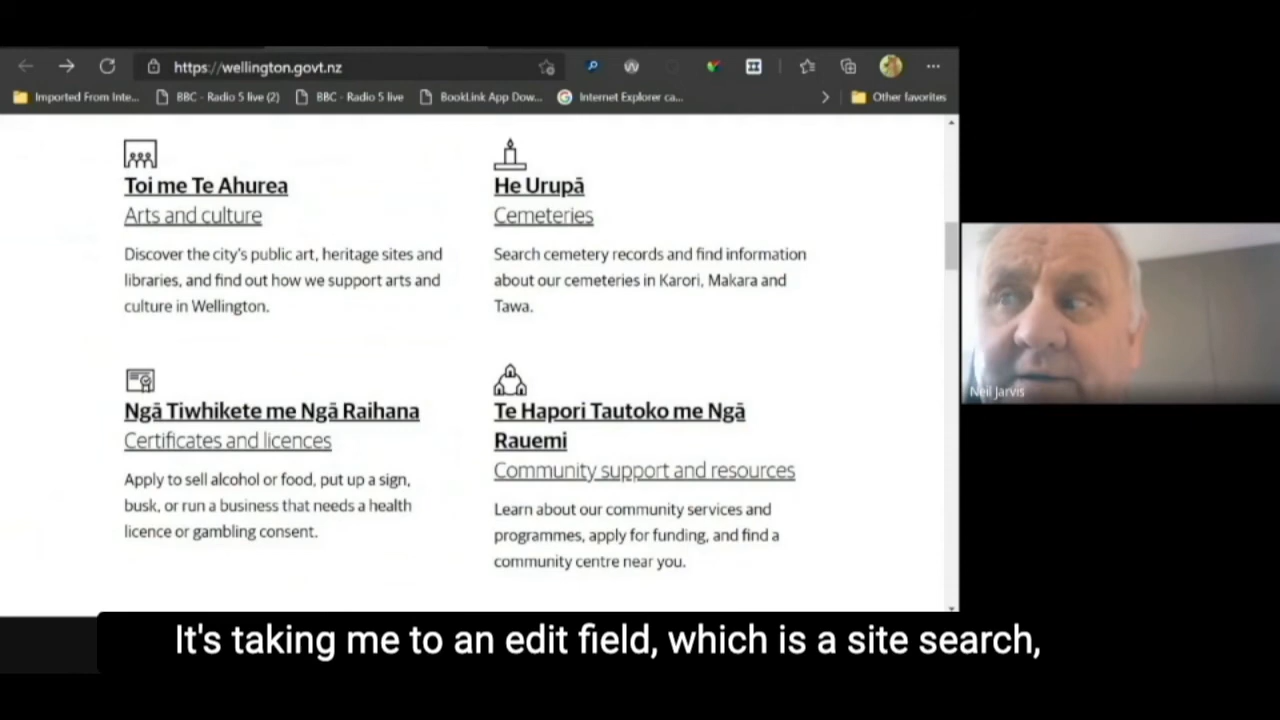 https://wellington.govt.nz
Imported From Inte... BBC - Radio 5 live (2) BBC - Radio 5 live BookLink App Dow... Internet Explorer ca... Other favorites
Toi me Te Ahurea
Arts and culture
Discover the city's public art, heritage sites and
libraries, and find out how we support arts and
culture in Wellington.
He Urupā
Cemeteries
Search cemetery records and find information
about our cemeteries in Karori, Makara and
Tawa.
Ngā Tiwhikete me Ngā Raihana
Certificates and licences
Apply to sell alcohol or food, put up a sign,
busk, or run a business that needs a health
licence or gambling consent.
Te Hapori Tautoko me Ngā
Rauemi
Community support and resources
Learn about our community services and
programmes, apply for funding, and find a
community centre near you.
Neil Jarvis
It's taking me to an edit field, which is a site search,